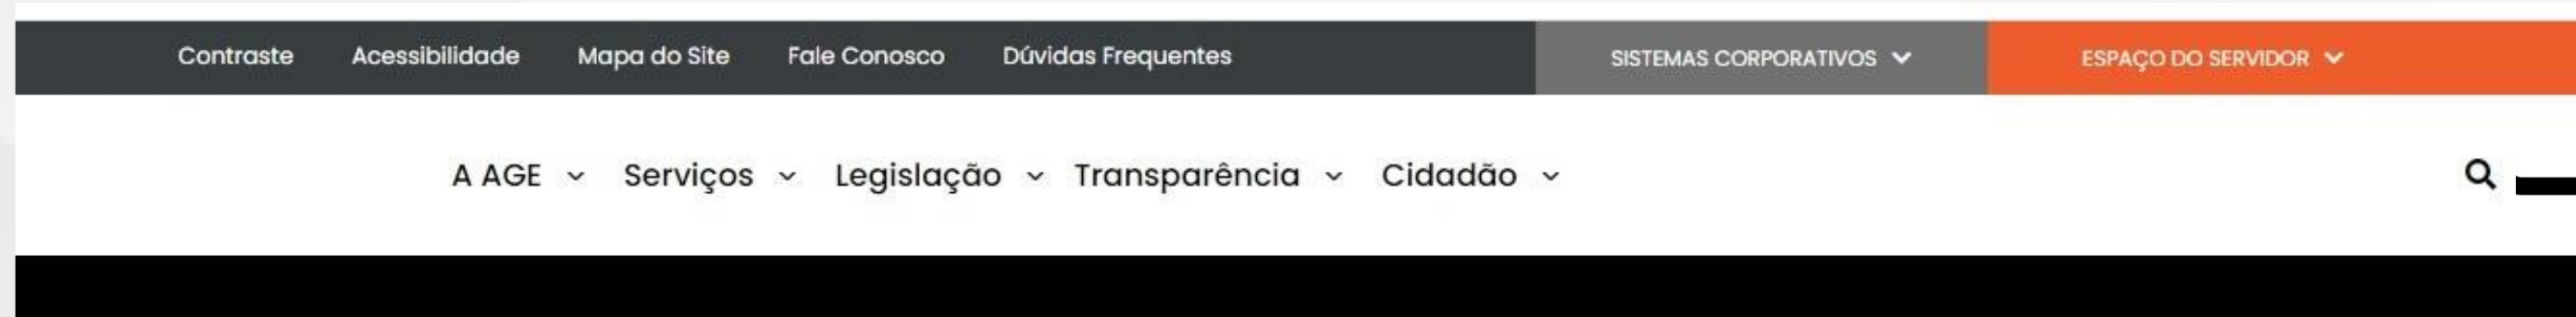 Contraste Acessibilidade Mapa do Site Fale Conosco Dúvidas Frequentes SISTEMAS CORPORATIVOS ESPAÇO DO SERVIDOR
A AGE Serviços Legislação Transparência Cidadão